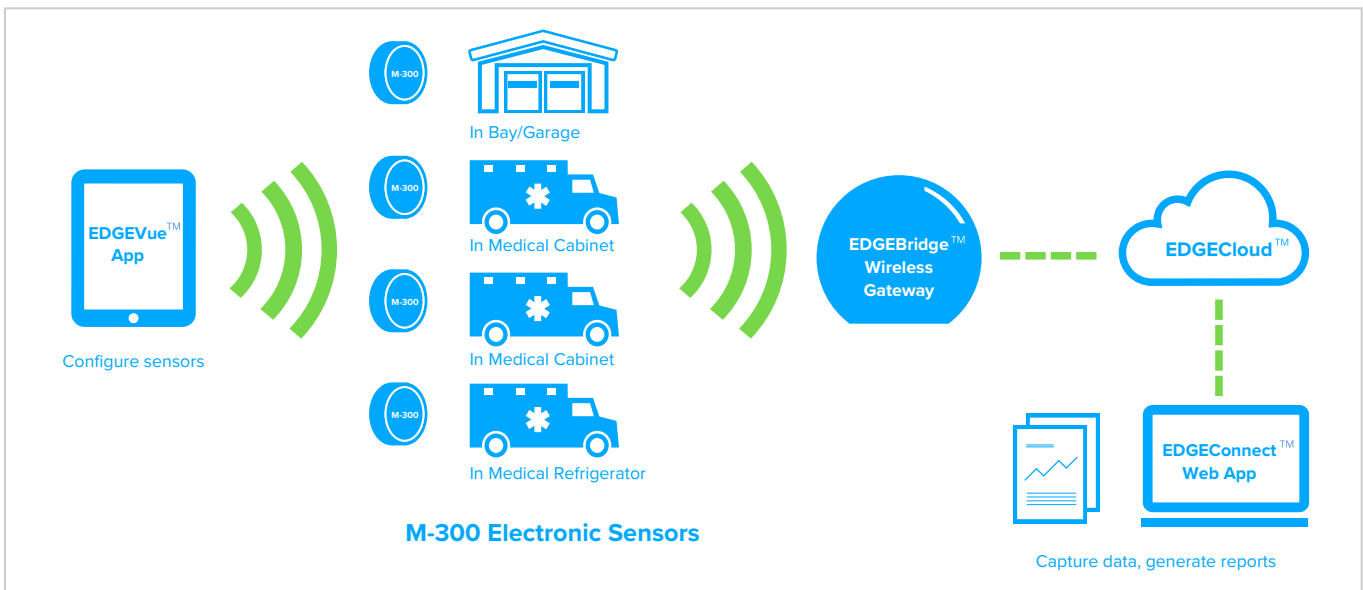 EDGEVue™
App
Configure sensors
M-300
In Bay/Garage
M-300
In Medical Cabinet
M-300
In Medical Cabinet
M-300
In Medical Refrigerator
M-300 Electronic Sensors
EDGEBridge™
Wireless
Gateway
EDGECloud™
EDGEConnect™
Web App
Capture data, generate reports